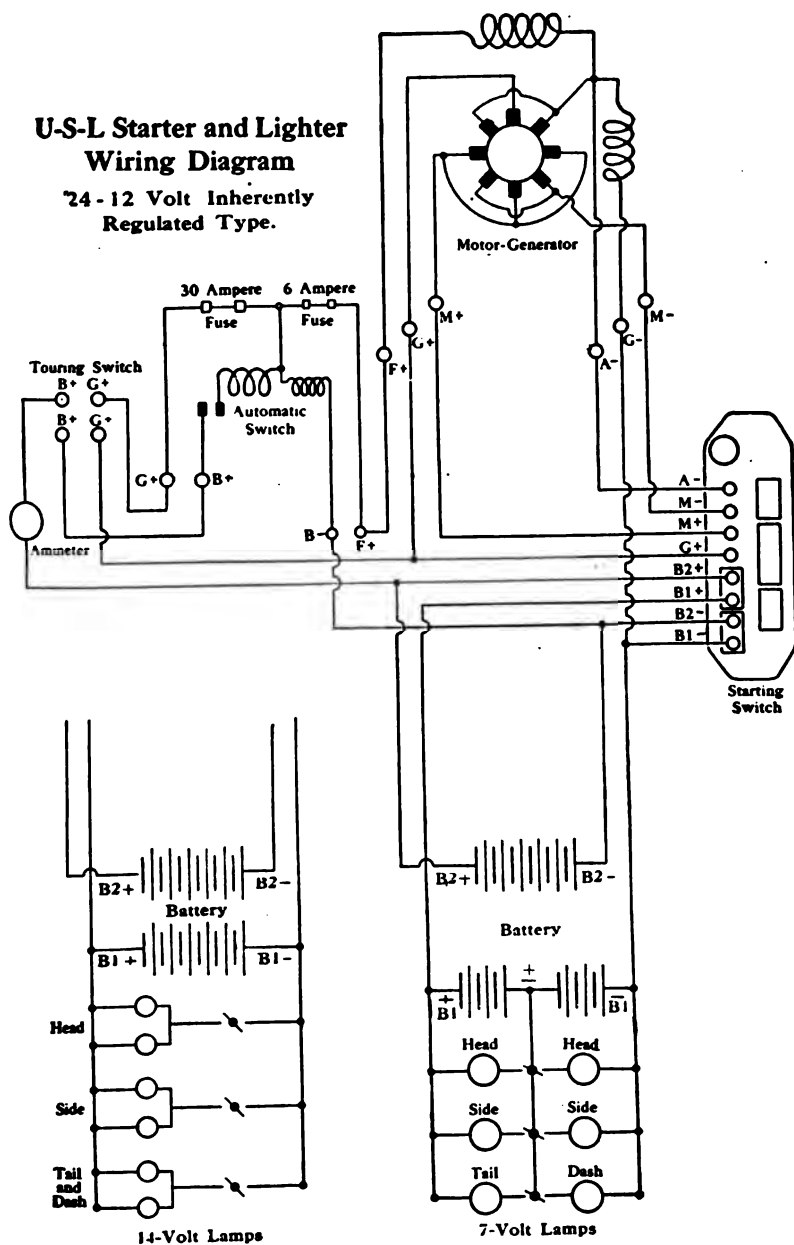 U-S-L Starter and Lighter
Wiring Diagram
24-12 Volt Inherently
Regulated Type.
Motor-Generator
30 Ampere
Fuse
6 Ampere
Fuse
M+
M-
G+
G-
F+
A-
Touring Switch
B+ G+
B+ G+
Automatic
Switch
G+
B+
B-
F+
Ammeter
A-
M-
M+
G+
B2+
B1+
B2-
B1-
Starting
Switch
B2+
B2-
Battery
B1+
B1-
Head
Side
Tail
and
Dash
14-Volt Lamps
B2+
B2-
Battery
+
B1
±
-
B1
Head
Head
Side
Side
Tail
Dash
7-Volt Lamps